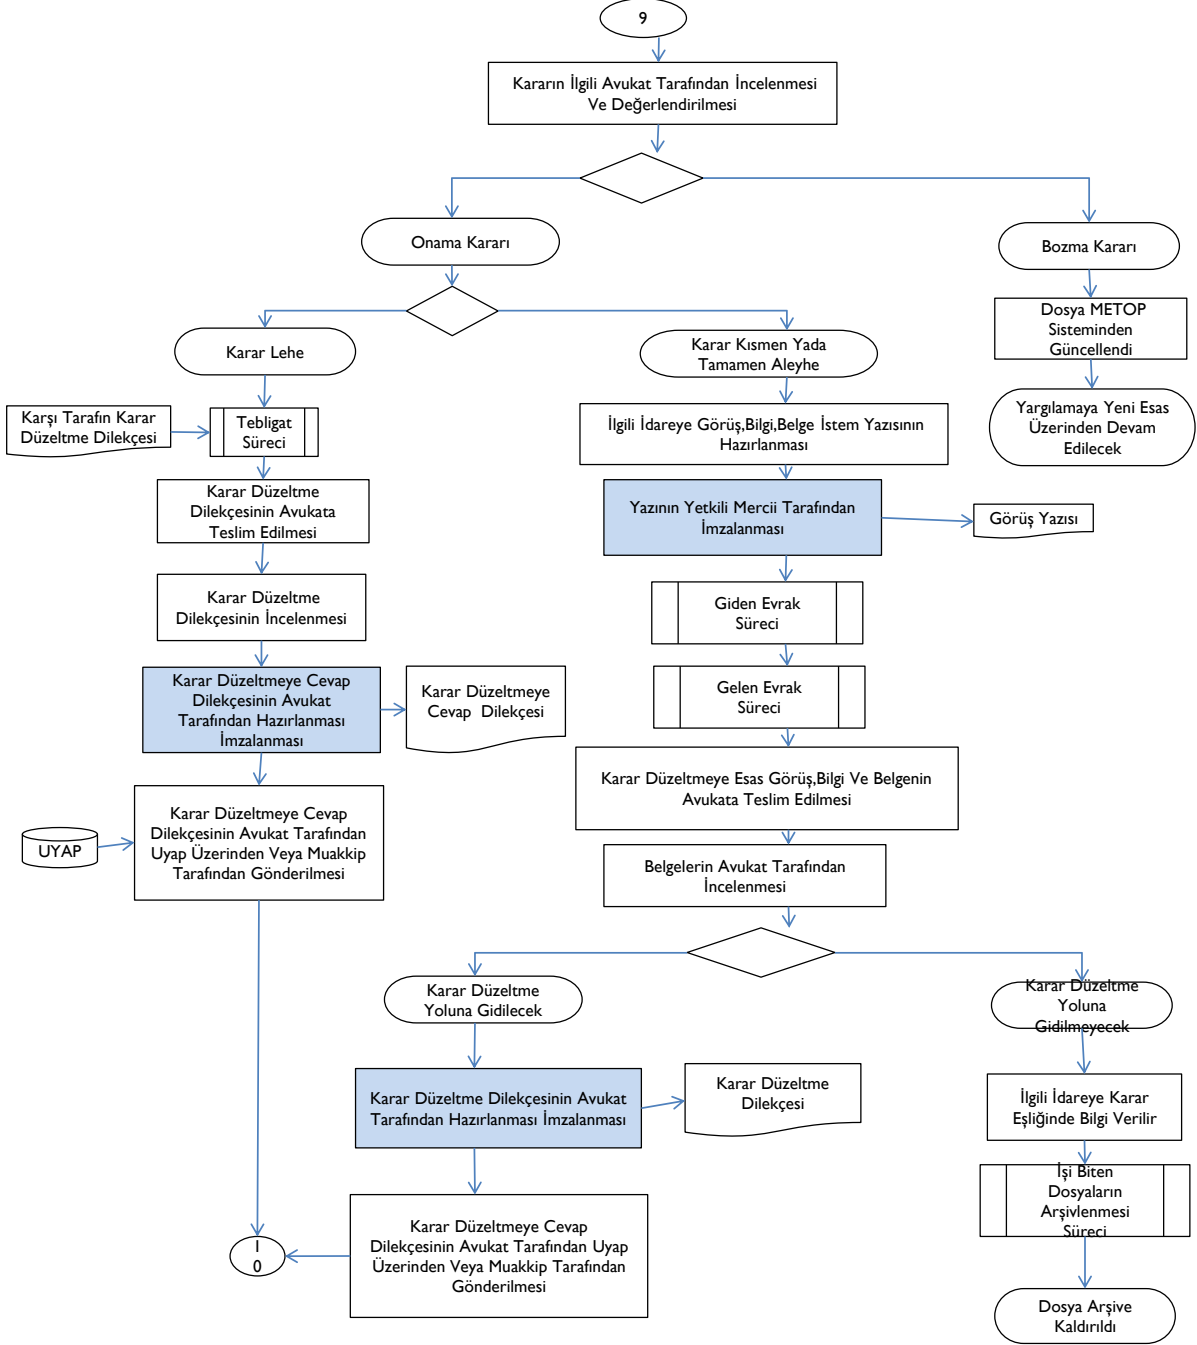 9
Kararın İlgili Avukat Tarafından İncelenmesi
Ve Değerlendirilmesi
Onama Kararı
Bozma Kararı
Dosya METOP
Sisteminden
Güncellendi
Yargılamaya Yeni Esas
Üzerinden Devam
Edilecek
Karar Lehe
Karşı Tarafın Karar
Düzeltme Dilekçesi
Tebligat
Süreci
Karar Düzeltme
Dilekçesinin Avukata
Teslim Edilmesi
Karar Düzeltme
Dilekçesinin İncelenmesi
Karar Düzeltmeye Cevap
Dilekçesinin Avukat
Tarafından Hazırlanması
İmzalanması
Karar Düzeltmeye
Cevap Dilekçesi
UYAP
Karar Düzeltmeye Cevap
Dilekçesinin Avukat Tarafından
Uyap Üzerinden Veya Muakkip
Tarafından Gönderilmesi
Karar Kısmen Yada
Tamamen Aleyhe
İlgili İdareye Görüş,Bilgi,Belge İstem Yazısının
Hazırlanması
Yazının Yetkili Mercii Tarafından
İmzalanması
Görüş Yazısı
Giden Evrak
Süreci
Gelen Evrak
Süreci
Karar Düzeltmeye Esas Görüş,Bilgi Ve Belgenin
Avukata Teslim Edilmesi
Belgelerin Avukat Tarafından
İncelenmesi
Karar Düzeltme
Yoluna Gidilecek
Karar Düzeltme Dilekçesinin Avukat
Tarafından Hazırlanması İmzalanması
Karar Düzeltme
Dilekçesi
Karar Düzeltmeye Cevap
Dilekçesinin Avukat Tarafından Uyap
Üzerinden Veya Muakkip Tarafından
Gönderilmesi
1
0
Karar Düzeltme
Yoluna
Gidilmeyecek
İlgili İdareye Karar
Eşliğinde Bilgi Verilir
İşi Biten
Dosyaların
Arşivlenmesi
Süreci
Dosya Arşive
Kaldırıldı